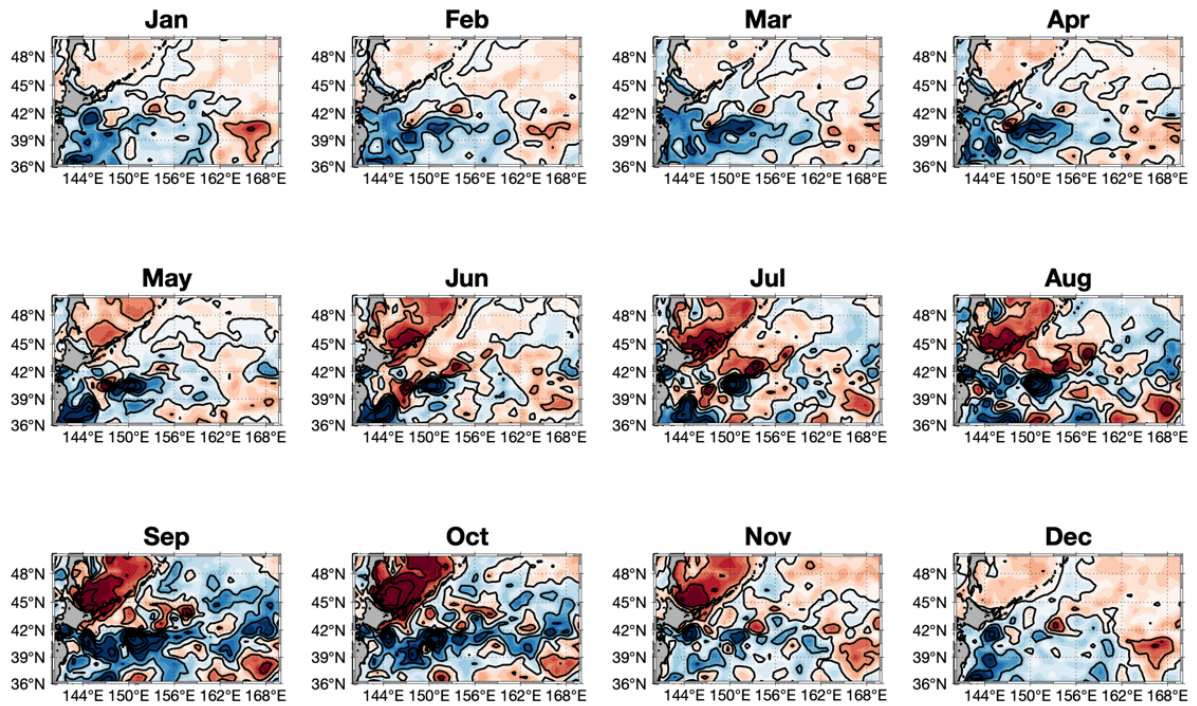 Jan Feb Mar Apr
48°N 48°N 48°N 48°N
45°N 45°N 45°N 45°N
42°N 42°N 42°N 42°N
39°N 39°N 39°N 39°N
36°N 36°N 36°N 36°N
144°E 150°E 156°E 162°E 168°E 144°E 150°E 156°E 162°E 168°E 144°E 150°E 156°E 162°E 168°E 144°E 150°E 156°E 162°E 168°E
May Jun Jul Aug
48°N 48°N 48°N 48°N
45°N 45°N 45°N 45°N
42°N 42°N 42°N 42°N
39°N 39°N 39°N 39°N
36°N 36°N 36°N 36°N
144°E 150°E 156°E 162°E 168°E 144°E 150°E 156°E 162°E 168°E 144°E 150°E 156°E 162°E 168°E 144°E 150°E 156°E 162°E 168°E
Sep Oct Nov Dec
48°N 48°N 48°N 48°N
45°N 45°N 45°N 45°N
42°N 42°N 42°N 42°N
39°N 39°N 39°N 39°N
36°N 36°N 36°N 36°N
144°E 150°E 156°E 162°E 168°E 144°E 150°E 156°E 162°E 168°E 144°E 150°E 156°E 162°E 168°E 144°E 150°E 156°E 162°E 168°E